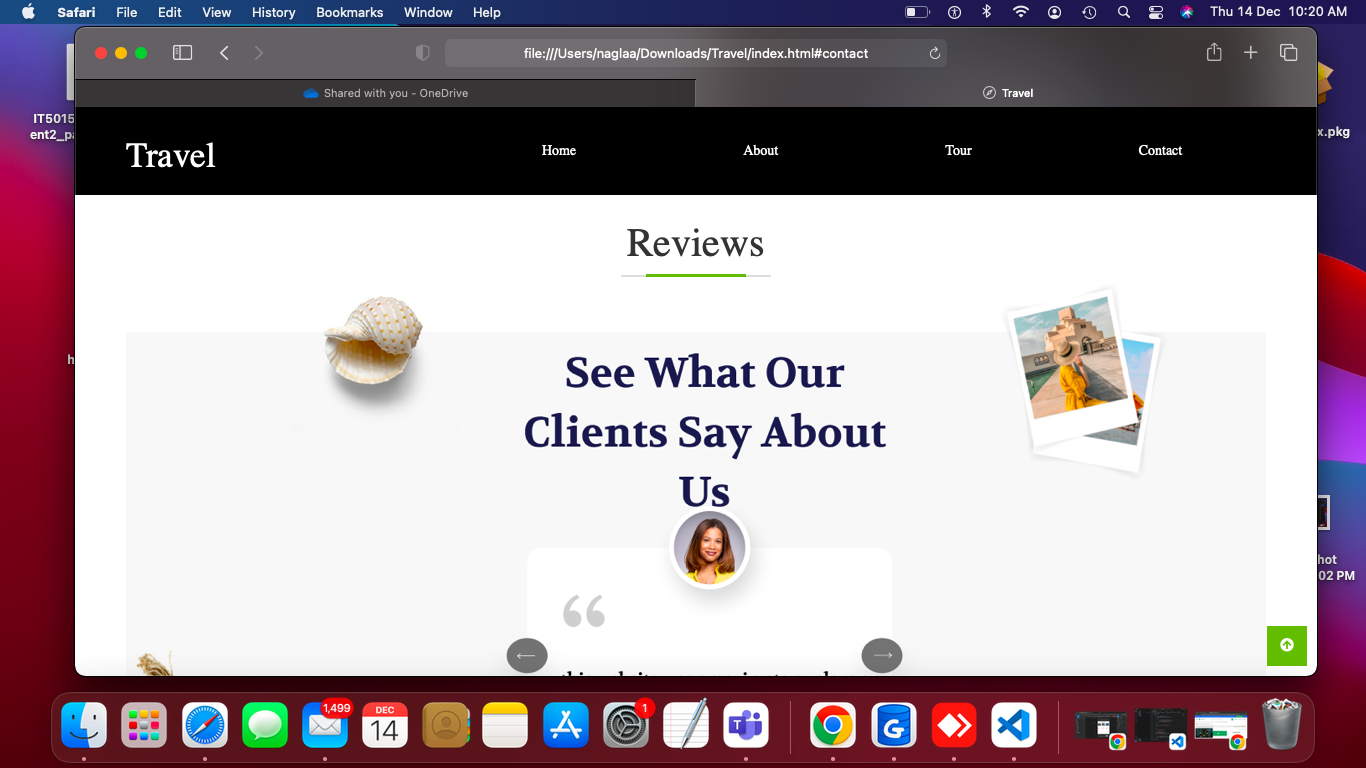 Safari File Edit View History Bookmarks Window Help Thu 14 Dec 10:20 AM
file:///Users/naglaa/Downloads/Travel/index.html#contact
Shared with you - OneDrive
Travel
IT5015
x.pkg
Travel
Home
About
Tour
Contact
Reviews
See What Our
Clients Say About
Us
“
hot
02 PM
1,499
DEC
14
1